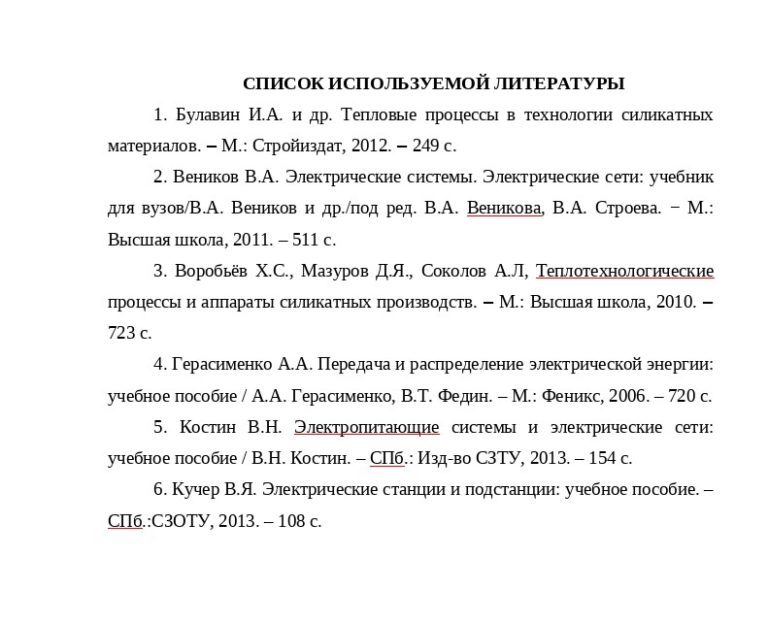 СПИСОК ИСПОЛЬЗУЕМОЙ ЛИТЕРАТУРЫ
1. Булавин И.А. и др. Тепловые процессы в технологии силикатных
материалов. – М.: Стройиздат, 2012. – 249 с.
2. Веников В.А. Электрические системы. Электрические сети: учебник
для вузов/В.А. Веников и др./под ред. В.А. Веникова, В.А. Строева. − М.:
Высшая школа, 2011. – 511 с.
3. Воробьёв Х.С., Мазуров Д.Я., Соколов А.Л, Теплотехнологические
процессы и аппараты силикатных производств. – М.: Высшая школа, 2010. –
723 с.
4. Герасименко А.А. Передача и распределение электрической энергии:
учебное пособие / А.А. Герасименко, В.Т. Федин. – М.: Феникс, 2006. – 720 с.
5. Костин В.Н. Электропитающие системы и электрические сети:
учебное пособие / В.Н. Костин. – СПб.: Изд-во СЗТУ, 2013. – 154 с.
6. Кучер В.Я. Электрические станции и подстанции: учебное пособие. –
СПб.:СЗОТУ, 2013. – 108 с.